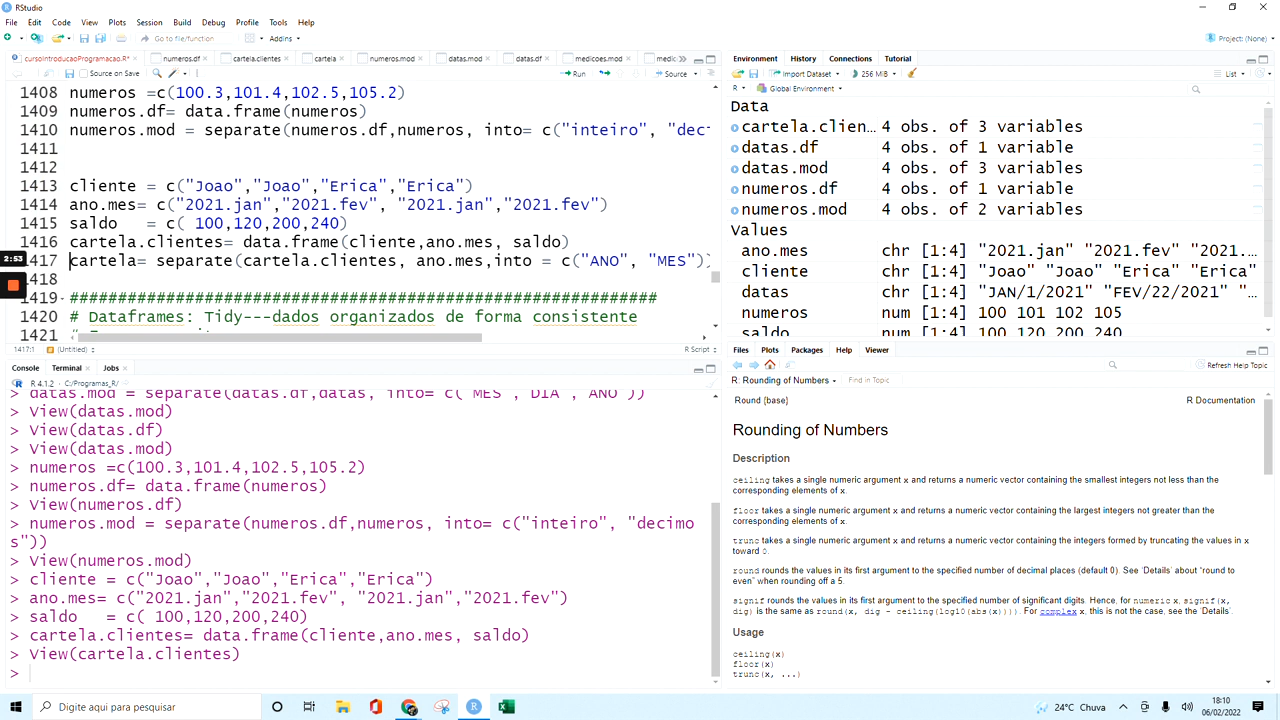 RStudio
File Edit Code View Plots Session Build Debug Profile Tools Help
Go to file/function Addins Project: (None)
cursoIntroducaoProgramacao.R* numeros.df cartela.clientes cartela numeros.mod datas.mod datas.df medicoes.mod
Source on Save Run Source
1408 numeros =c(100.3,101.4,102.5,105.2)
1409 numeros.df= data.frame(numeros)
1410 numeros.mod = separate(numeros.df,numeros, into= c("inteiro", "deci
1411
1412
1413 cliente = c("Joao","Joao","Erica","Erica")
1414 ano.mes= c("2021.jan","2021.fev", "2021.jan","2021.fev")
1415 saldo   = c( 100,120,200,240)
1416 cartela.clientes= data.frame(cliente,ano.mes, saldo)
1417 cartela= separate(cartela.clientes, ano.mes,into = c("ANO", "MES"))
1418
1419 #############################################################
1420 # Dataframes: Tidy---dados organizados de forma consistente
1421
2:53
1417:1 (Untitled) R Script
Console Terminal Jobs
R 4.1.2 · C:/Programas_R/
> datas.mod = separate(datas.df,datas, into= c("MES","DIA","ANO"))
> View(datas.mod)
> View(datas.df)
> View(datas.mod)
> numeros =c(100.3,101.4,102.5,105.2)
> numeros.df= data.frame(numeros)
> View(numeros.df)
> numeros.mod = separate(numeros.df,numeros, into= c("inteiro", "decimo
s"))
> View(numeros.mod)
> cliente = c("Joao","Joao","Erica","Erica")
> ano.mes= c("2021.jan","2021.fev", "2021.jan","2021.fev")
> saldo   = c( 100,120,200,240)
> cartela.clientes= data.frame(cliente,ano.mes, saldo)
> View(cartela.clientes)
>
Environment History Connections Tutorial
Import Dataset 256 MiB List
R Global Environment
Data
cartela.clien… 4 obs. of 3 variables
datas.df 4 obs. of 1 variable
datas.mod 4 obs. of 3 variables
numeros.df 4 obs. of 1 variable
numeros.mod 4 obs. of 2 variables
Values
ano.mes chr [1:4] "2021.jan" "2021.fev" "2021.…
cliente chr [1:4] "Joao" "Joao" "Erica" "Erica"
datas chr [1:4] "JAN/1/2021" "FEV/22/2021" "…
numeros num [1:4] 100 101 102 105
saldo num [1:4] 100 120 200 240
Files Plots Packages Help Viewer
Refresh Help Topic
R: Rounding of Numbers Find in Topic
Round {base} R Documentation
Rounding of Numbers
Description
ceiling takes a single numeric argument x and returns a numeric vector containing the smallest integers not less than the
corresponding elements of x.
floor takes a single numeric argument x and returns a numeric vector containing the largest integers not greater than the
corresponding elements of x.
trunc takes a single numeric argument x and returns a numeric vector containing the integers formed by truncating the values in x
toward 0.
round rounds the values in its first argument to the specified number of decimal places (default 0). See 'Details' about "round to
even" when rounding off a 5.
signif rounds the values in its first argument to the specified number of significant digits. Hence, for numeric x, signif(x,
dig) is the same as round(x, dig - ceiling(log10(abs(x)))). For complex x, this is not the case, see the 'Details'.
Usage
ceiling(x)
floor(x)
trunc(x, ...)
Digite aqui para pesquisar
24°C Chuva
18:10
06/02/2022